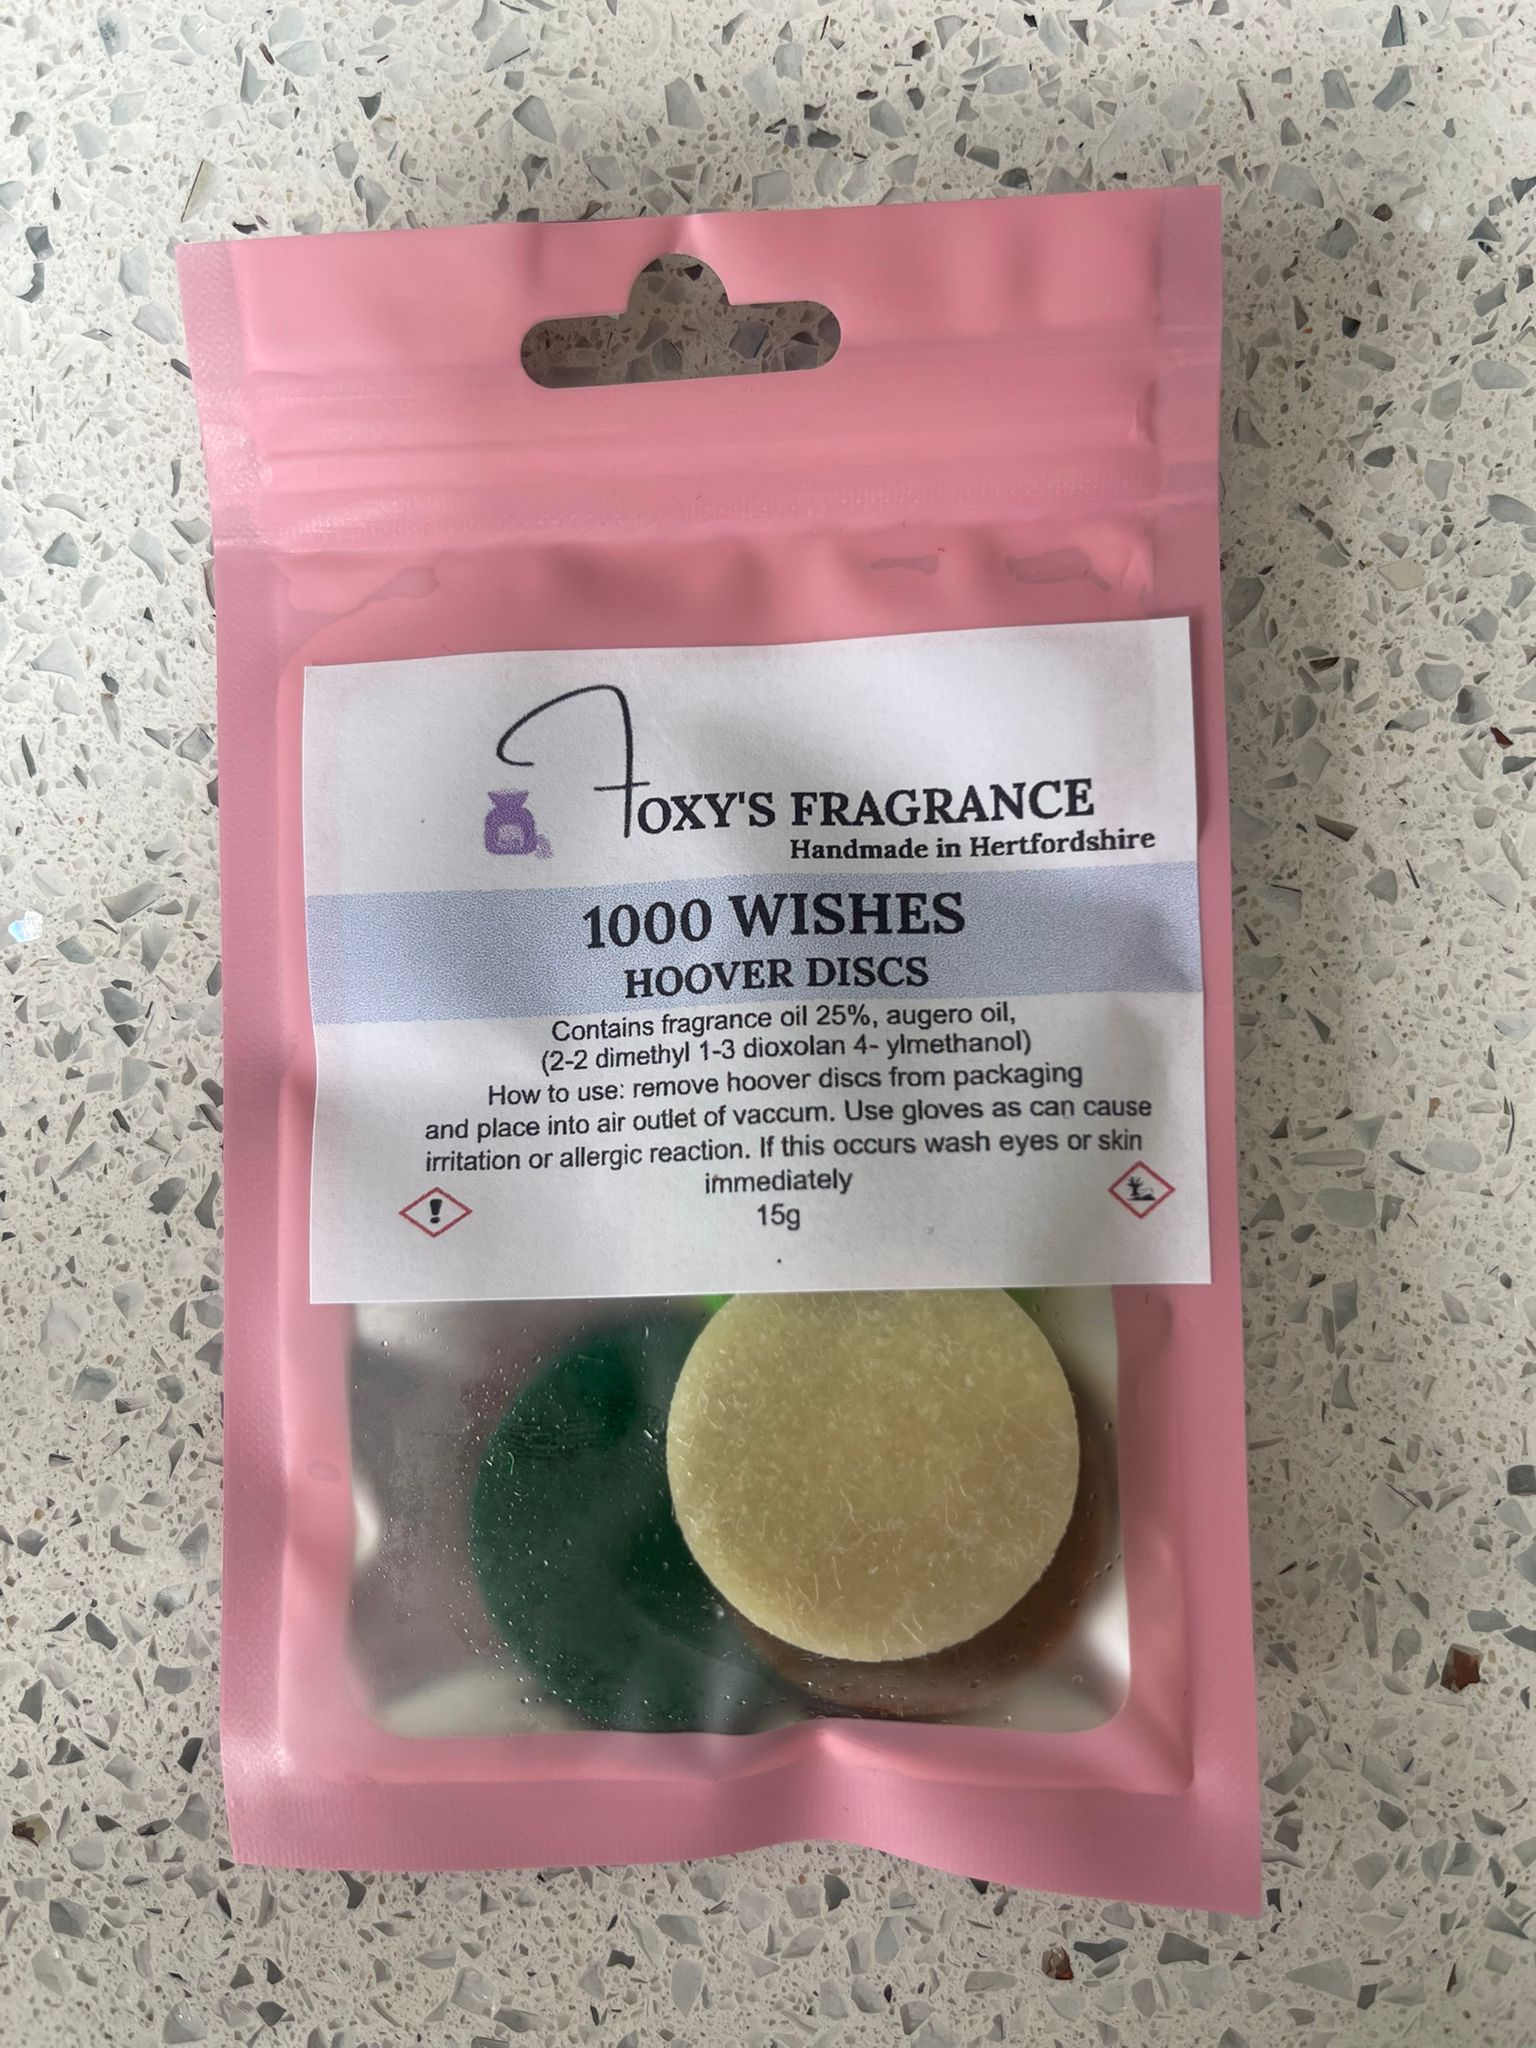 FOXY'S FRAGRANCE
Handmade in Hertfordshire
1000 WISHES
HOOVER DISCS
Contains fragrance oil 25%, augero oil,
(2-2 dimethyl 1-3 dioxolan 4- ylmethanol)
How to use: remove hoover discs from packaging
and place into air outlet of vaccum. Use gloves as can cause
irritation or allergic reaction. If this occurs wash eyes or skin
immediately
15g